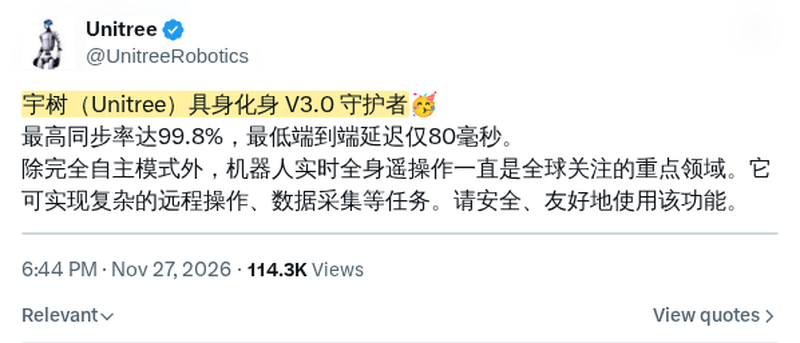 Unitree
@UnitreeRobotics
宇树（Unitree）具身化身 V3.0 守护者🥳
最高同步率达99.8%，最低端到端延迟仅80毫秒。
除完全自主模式外，机器人实时全身遥操作一直是全球关注的重点领域。它
可实现复杂的远程操作、数据采集等任务。请安全、友好地使用该功能。
6:44 PM · Nov 27, 2026 · 114.3K Views
Relevant View quotes